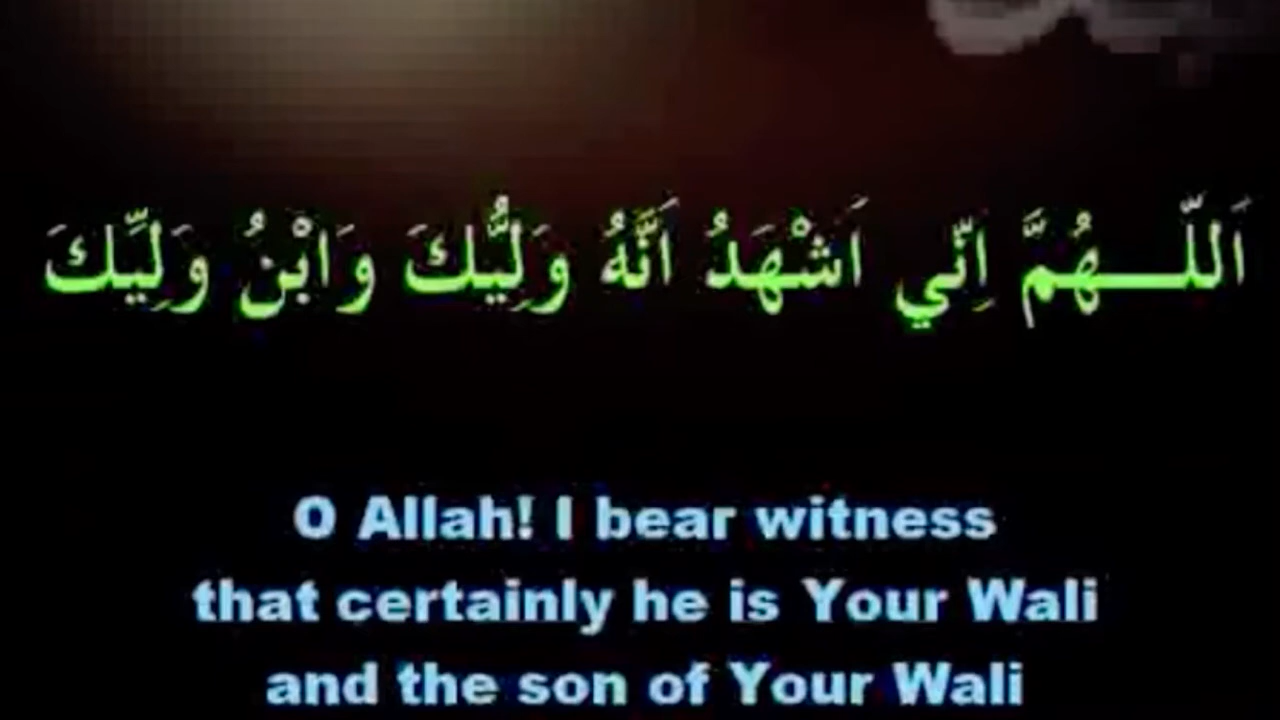 اَللّـــهُمَّ اِنّي اَشْهَدُ اَنَّهُ وَلِيُّكَ وَابْنُ وَلِيِّكَ
O Allah! I bear witness
that certainly he is Your Wali
and the son of Your Wali